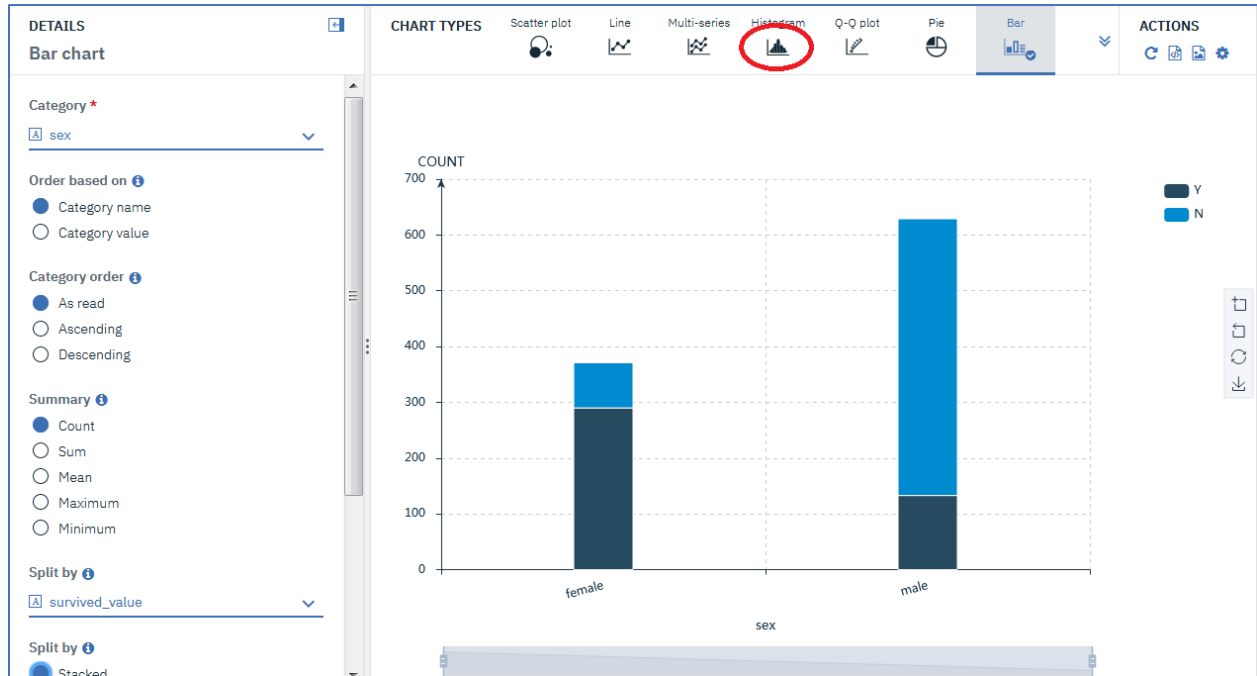 DETAILS
Bar chart
CHART TYPES
Scatter plot
Line
Multi-series
Histogram
Q-Q plot
Pie
Bar
ACTIONS
Category *
A sex
Order based on
Category name
Category value
Category order
As read
Ascending
Descending
Summary
Count
Sum
Mean
Maximum
Minimum
Split by
A survived_value
Split by
Stacked
COUNT
700
600
500
400
300
200
100
0
female
male
sex
Y
N